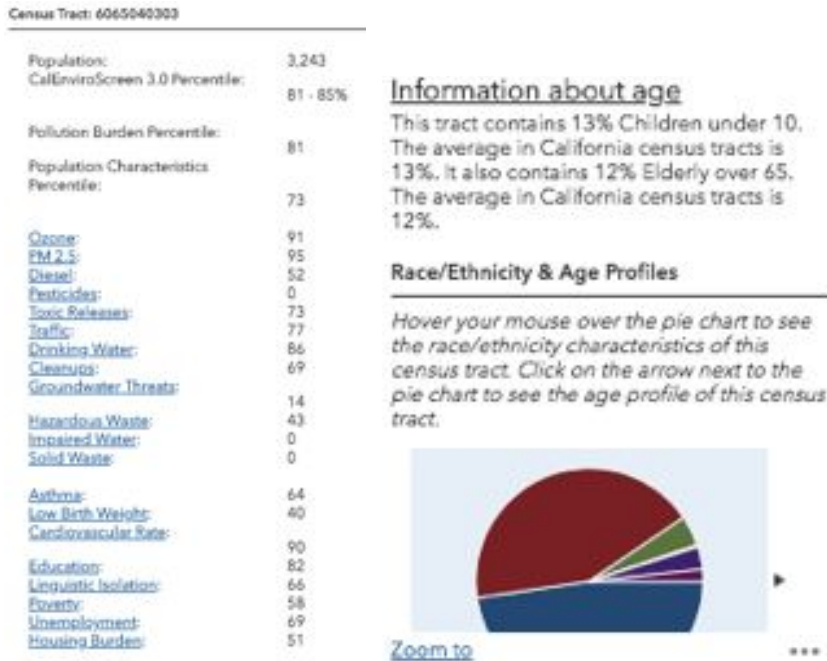 Census Tract: 6065040303
Population: 3,243
CalEnviroScreen 3.0 Percentile:
81 - 85%
Pollution Burden Percentile:
81
Population Characteristics
Percentile:
73
Ozone: 91
PM 2.5: 95
Diesel: 52
Pesticides: 0
Toxic Releases: 73
Traffic: 77
Drinking Water: 86
Cleanups: 69
Groundwater Threats:
14
Hazardous Waste: 43
Impaired Water: 0
Solid Waste: 0
Asthma: 64
Low Birth Weight: 40
Cardiovascular Rate:
90
Education: 82
Linguistic Isolation: 66
Poverty: 58
Unemployment: 69
Housing Burden: 51
Information about age
This tract contains 13% Children under 10.
The average in California census tracts is
13%. It also contains 12% Elderly over 65.
The average in California census tracts is
12%.
Race/Ethnicity & Age Profiles
Hover your mouse over the pie chart to see
the race/ethnicity characteristics of this
census tract. Click on the arrow next to the
pie chart to see the age profile of this census
tract.
Zoom to